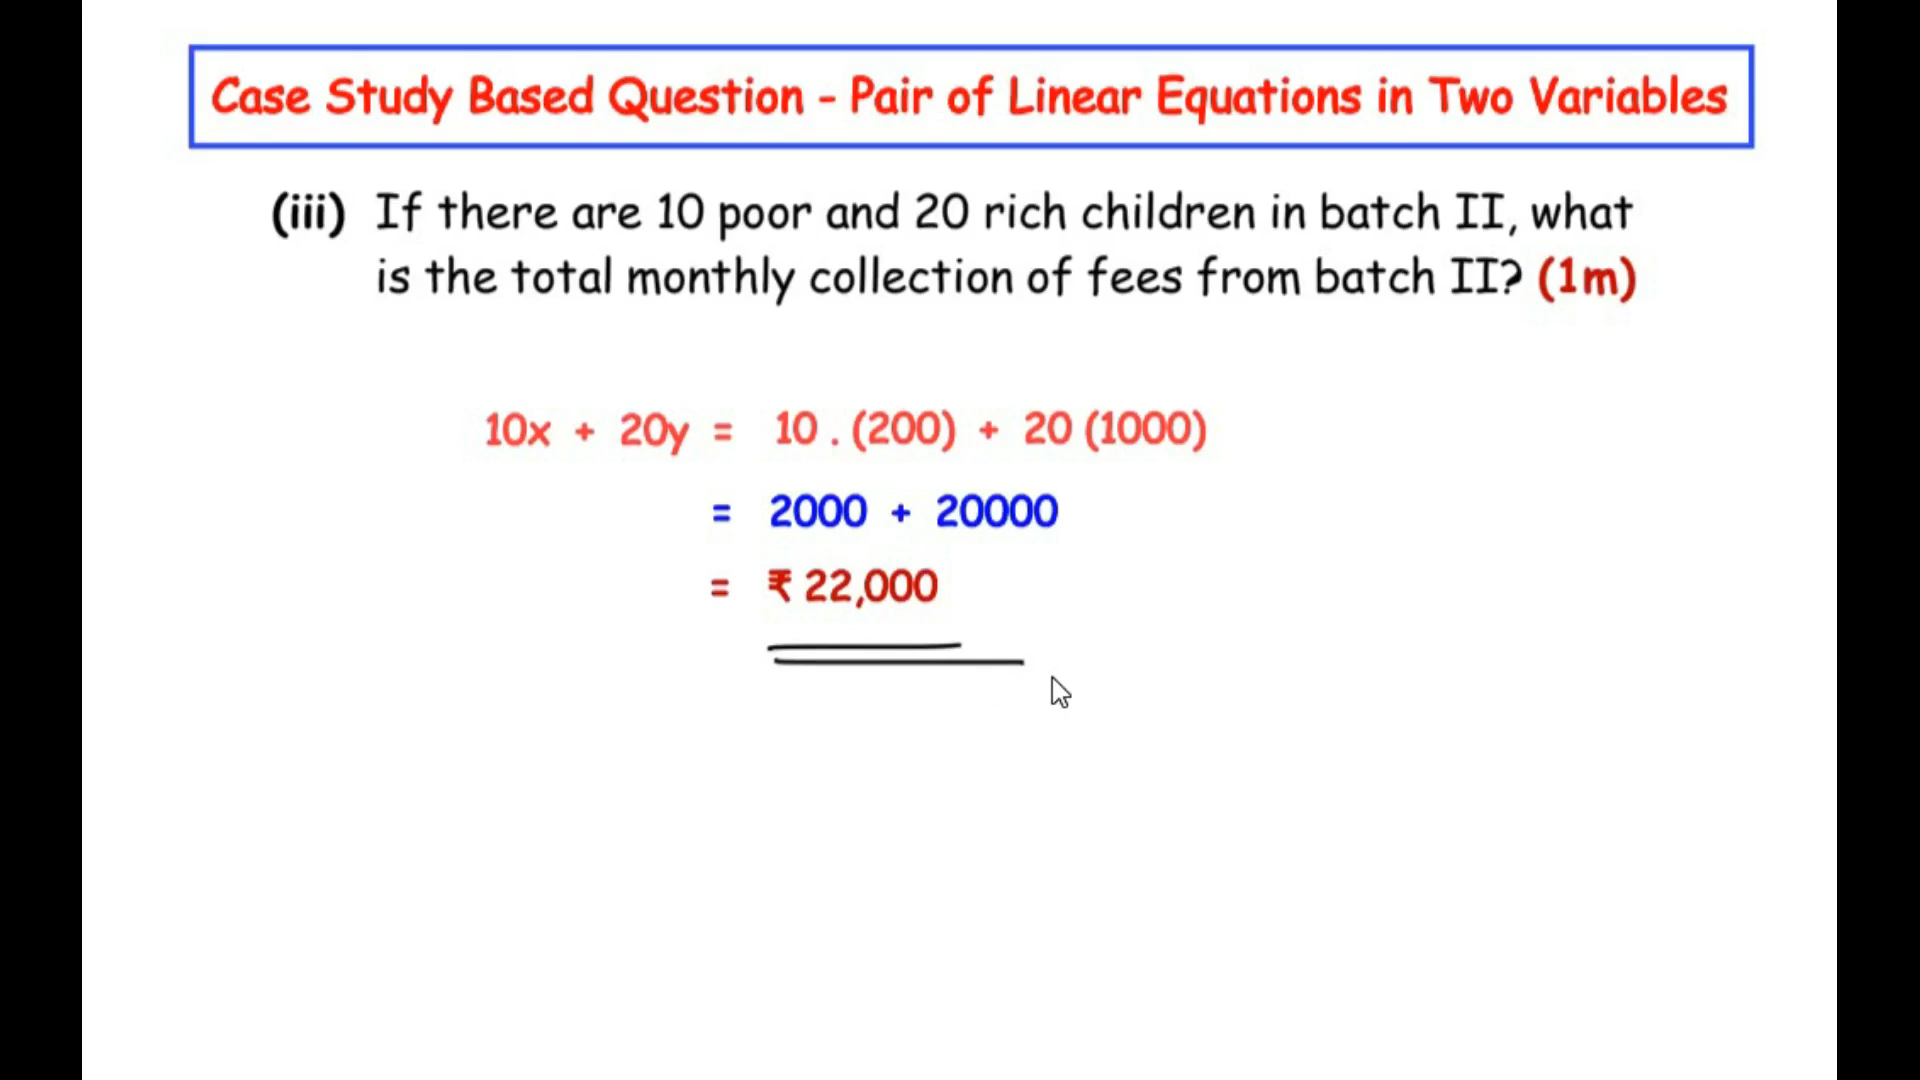 Case Study Based Question - Pair of Linear Equations in Two Variables
(iii) If there are 10 poor and 20 rich children in batch II, what
is the total monthly collection of fees from batch II? (1m)
10x + 20y = 10 . (200) + 20 (1000)
= 2000 + 20000
= ₹ 22,000